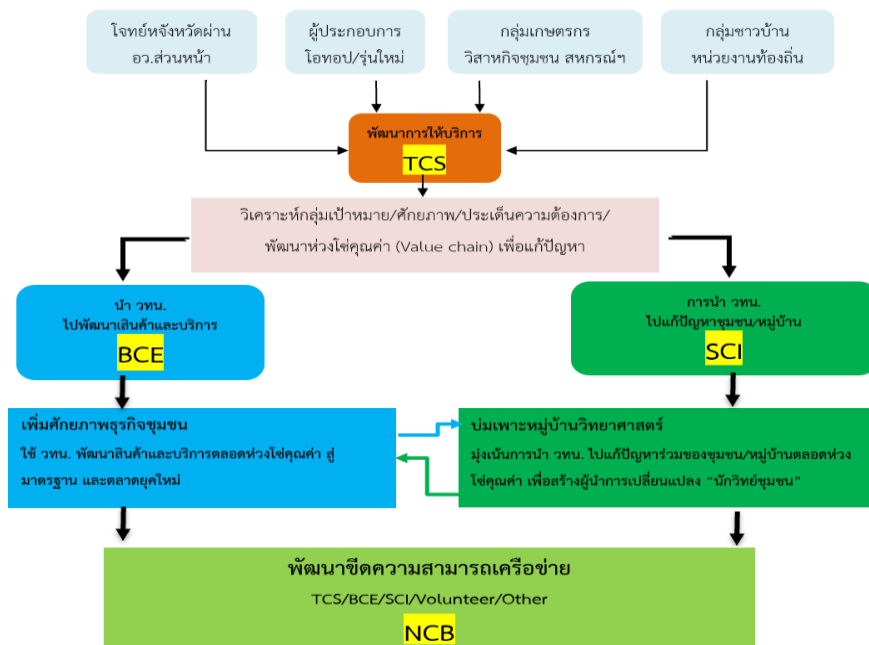 โจทย์หจังหวัดผ่าน
อว.ส่วนหน้า
ผู้ประกอบการ
โอทอป/รุ่นใหม่
กลุ่มเกษตรกร
วิสาหกิจชุมชน สหกรณ์ฯ
กลุ่มชาวบ้าน
หน่วยงานท้องถิ่น
พัฒนาการให้บริการ
TCS
วิเคราะห์กลุ่มเป้าหมาย/ศักยภาพ/ประเด็นความต้องการ/
พัฒนาห่วงโซ่คุณค่า (Value chain) เพื่อแก้ปัญหา
นำ วทน.
ไปพัฒนาเสินค้าและบริการ
BCE
การนำ วทน.
ไปแก้ปัญหาชุมชน/หมู่บ้าน
SCI
เพิ่มศักยภาพธุรกิจชุมชน
ใช้ วทน. พัฒนาสินค้าและบริการตลอดห่วงโซ่คุณค่า สู่
มาตรฐาน และตลาดยุคใหม่
บ่มเพาะหมู่บ้านวิทยาศาสตร์
มุ่งเน้นการนำ วทน. ไปแก้ปัญหาร่วมของชุมชน/หมู่บ้านตลอดห่วง
โซ่คุณค่า เพื่อสร้างผู้นำการเปลี่ยนแปลง “นักวิทย์ชุมชน”
พัฒนาขีดความสามารถเครือข่าย
TCS/BCE/SCI/Volunteer/Other
NCB